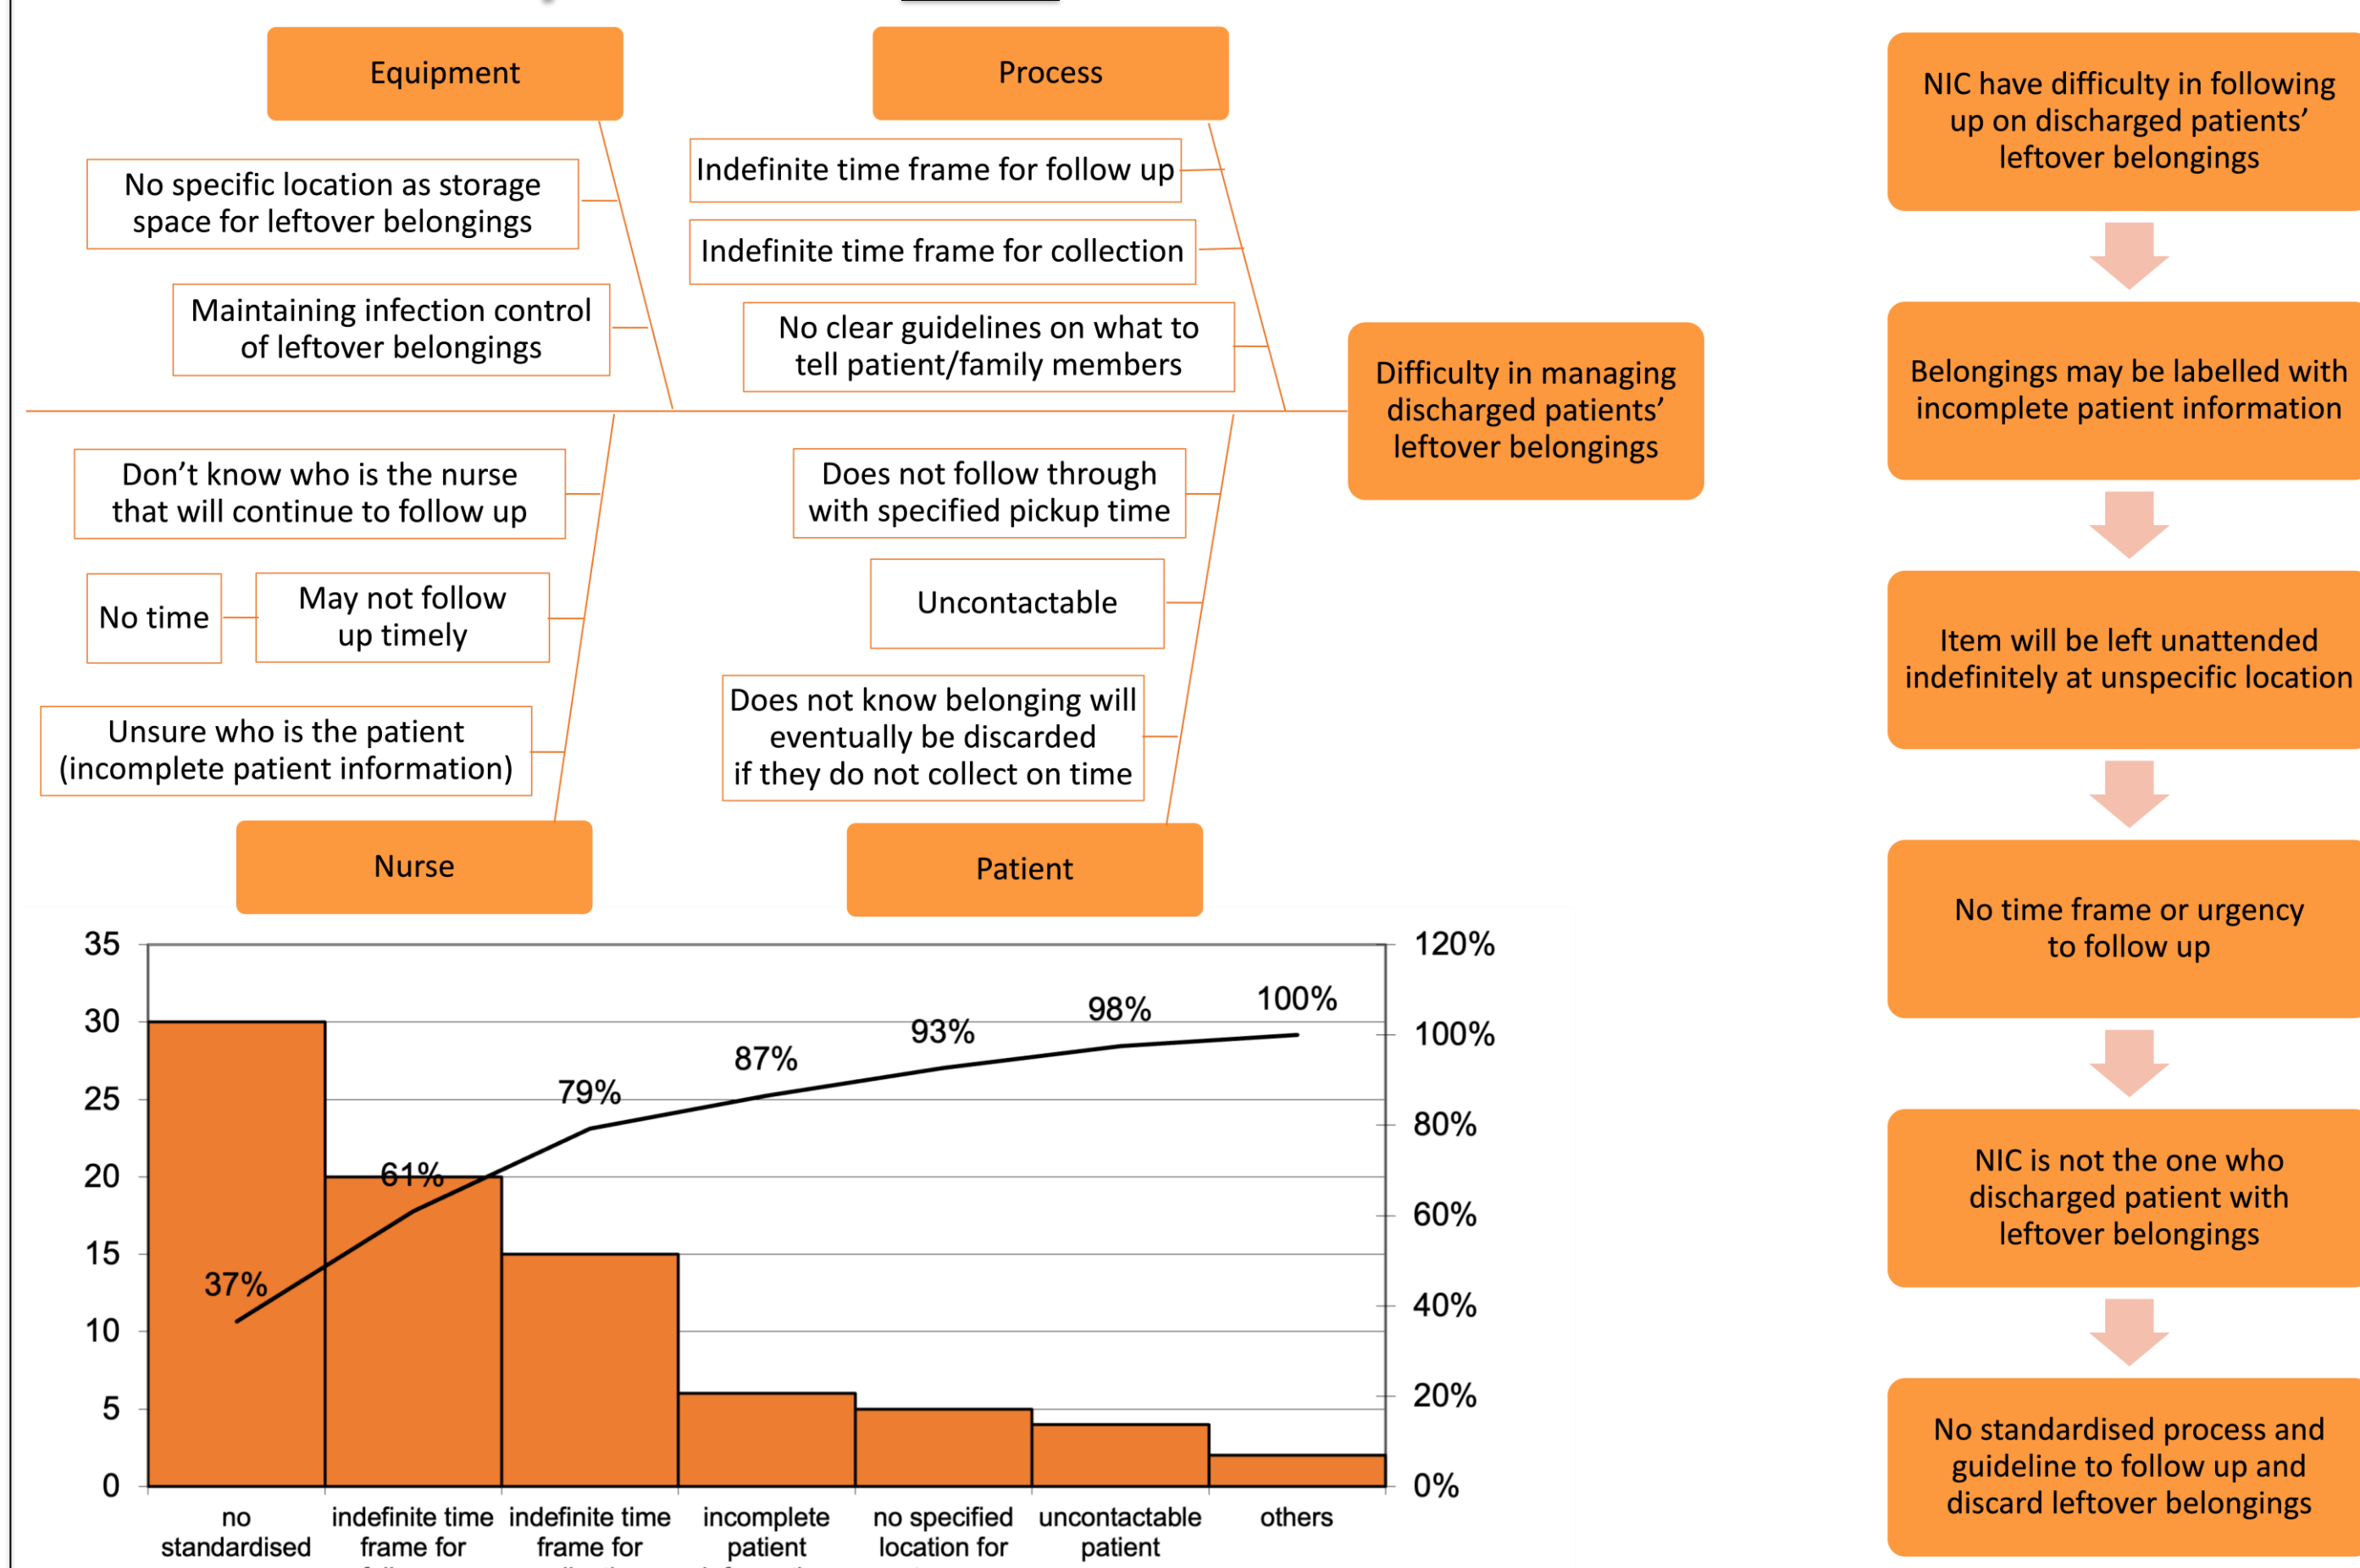 Equipment
No specific location as storage
space for leftover belongings
Maintaining infection control
of leftover belongings
Process
Indefinite time frame for follow up
Indefinite time frame for collection
No clear guidelines on what to
tell patient/family members
Difficulty in managing
discharged patients’
leftover belongings
Don’t know who is the nurse
that will continue to follow up
No time
May not follow
up timely
Unsure who is the patient
(incomplete patient information)
Nurse
Does not follow through
with specified pickup time
Uncontactable
Does not know belonging will
eventually be discarded
if they do not collect on time
Patient
35
30
25
20
15
10
5
0
37%
61%
79%
87%
93%
98%
100%
120%
100%
80%
60%
40%
20%
0%
no
standardised
indefinite time
frame for
indefinite time
frame for
incomplete
patient
no specified
location for
uncontactable
patient
others
NIC have difficulty in following
up on discharged patients’
leftover belongings
Belongings may be labelled with
incomplete patient information
Item will be left unattended
indefinitely at unspecific location
No time frame or urgency
to follow up
NIC is not the one who
discharged patient with
leftover belongings
No standardised process and
guideline to follow up and
discard leftover belongings